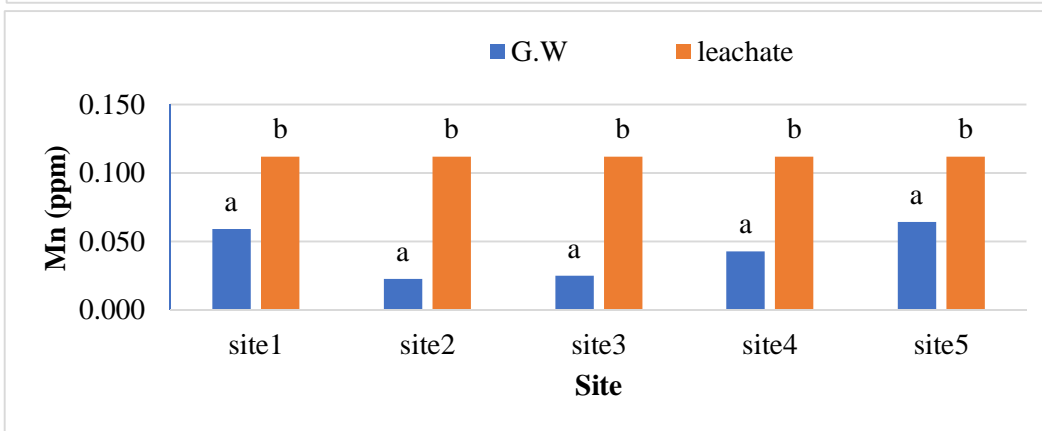 G.W leachate
Mn (ppm)
0.150
0.100
0.050
0.000
b b b b b
a a a a a
site1 site2 site3 site4 site5
Site